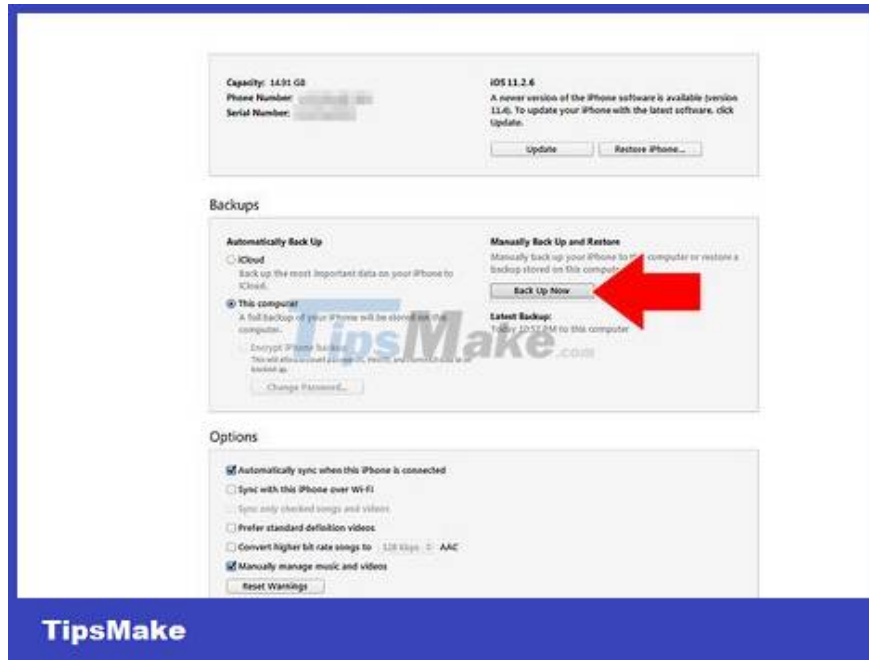 Capacity: 14.91 GB
Phone Number:
Serial Number:
iOS 11.2.6
A newer version of the iPhone software is available (version
11.4). To update your iPhone with the latest software, click
Update.
Update
Restore iPhone...
Backups
Automatically Back Up
iCloud
Back up the most important data on your iPhone to
iCloud.
This computer
A full backup of your iPhone will be stored on this
computer.
Encrypt iPhone backup
Change Password...
Manually Back Up and Restore
Manually back up your iPhone to this computer or restore a
backup stored on this computer
Back Up Now
Latest Backup:
Today 10:57 PM to this computer
TipsMake.com
Options
Automatically sync when this iPhone is connected
Sync with this iPhone over Wi-Fi
Sync only checked songs and videos
Prefer standard definition videos
Convert higher bit rate songs to 128 kbps AAC
Manually manage music and videos
Reset Warnings
TipsMake